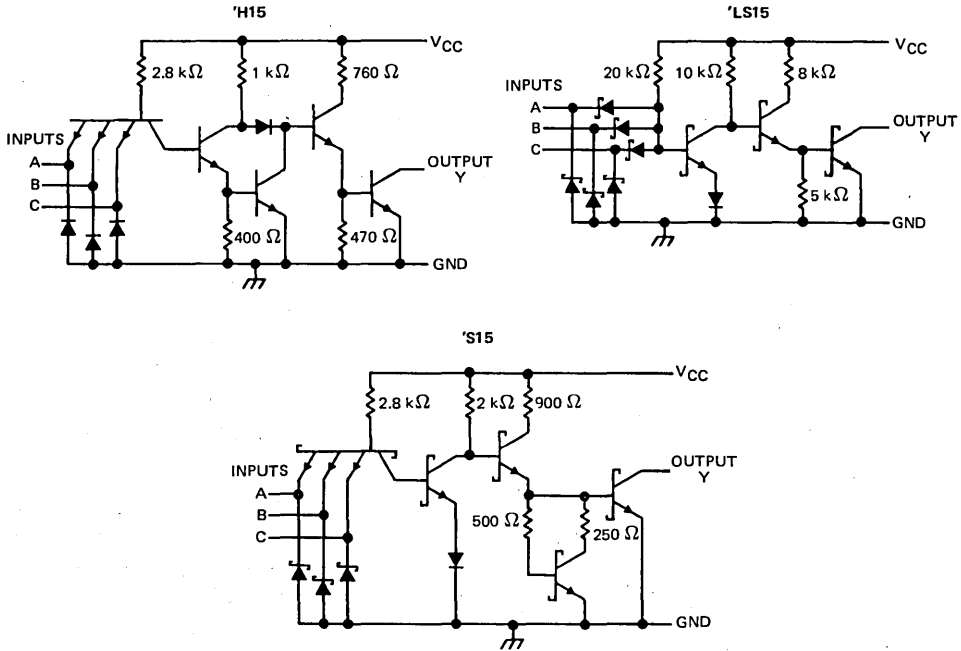 'H15
VCC
2.8 kΩ
1 kΩ
760 Ω
INPUTS
A
B
C
OUTPUT
Y
400 Ω
470 Ω
GND
'LS15
VCC
20 kΩ
10 kΩ
8 kΩ
INPUTS
A
B
C
OUTPUT
Y
5 kΩ
GND
'S15
VCC
2.8 kΩ
2 kΩ
900 Ω
INPUTS
A
B
C
OUTPUT
Y
500 Ω
250 Ω
GND